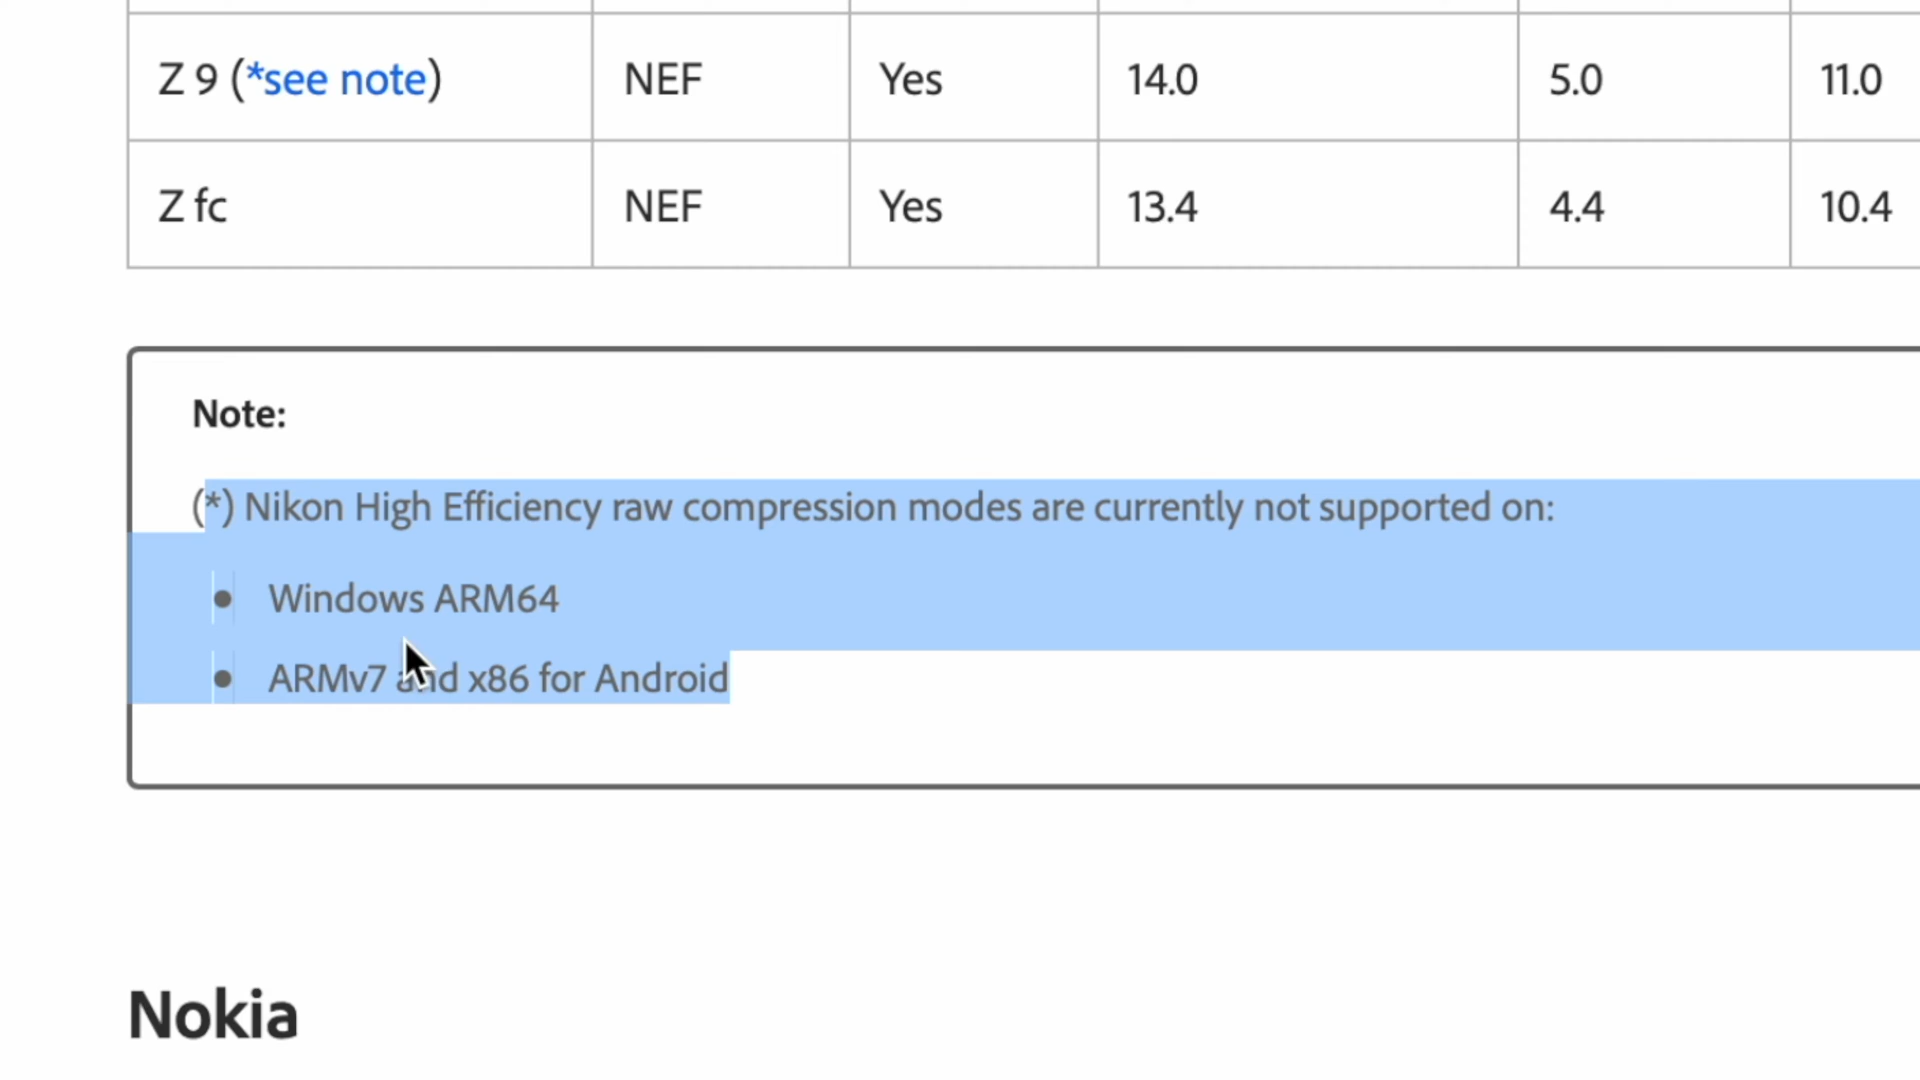 Z 9 (*see note) NEF Yes 14.0 5.0 11.0
Z fc NEF Yes 13.4 4.4 10.4
Note:
(*) Nikon High Efficiency raw compression modes are currently not supported on:
• Windows ARM64
• ARMv7 and x86 for Android
Nokia